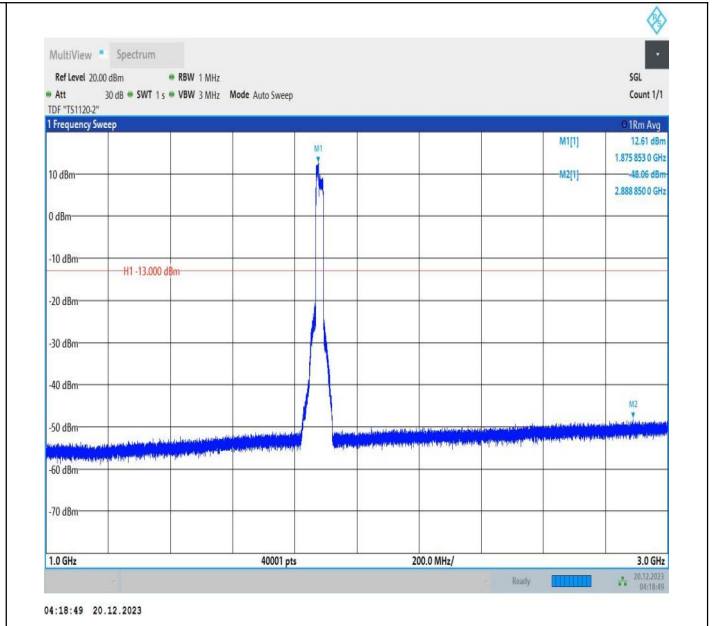 R S
MultiView Spectrum
Ref Level 20.00 dBm RBW 1 MHz SGL
Att 30 dB SWT 1 s VBW 3 MHz Mode Auto Sweep Count 1/1
TDF "TS1120-2"
1 Frequency Sweep 1Rm Avg
M1[1] 12.61 dBm
1.875 853 0 GHz
M2[1] -48.06 dBm
2.888 850 0 GHz
M1
10 dBm
0 dBm
-10 dBm
H1 -13.000 dBm
-20 dBm
-30 dBm
-40 dBm
M2
-50 dBm
-60 dBm
-70 dBm
1.0 GHz 40001 pts 200.0 MHz/ 3.0 GHz
Ready 20.12.2023
04:18:49
04:18:49 20.12.2023